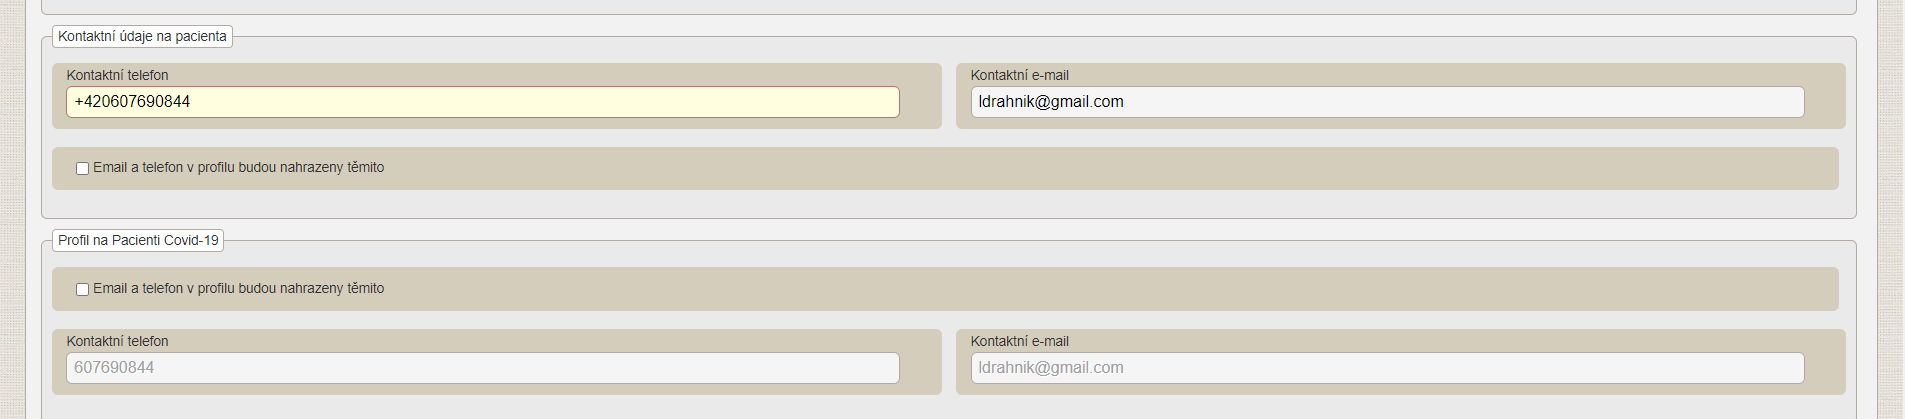 Kontaktní údaje na pacienta
Kontaktní telefon
+420607690844
Kontaktní e-mail
ldrahnik@gmail.com
Email a telefon v profilu budou nahrazeny těmito
Profil na Pacienti Covid-19
Email a telefon v profilu budou nahrazeny těmito
Kontaktní telefon
607690844
Kontaktní e-mail
ldrahnik@gmail.com